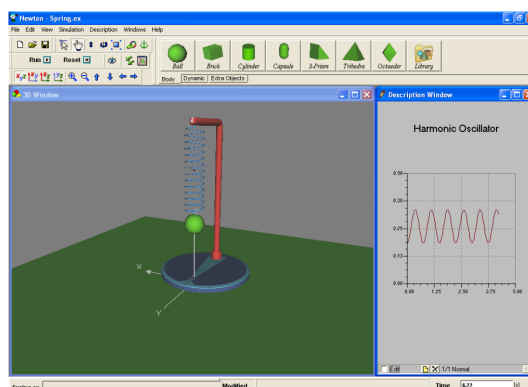 Newton - Spring.ex
File Edit View Simulation Description Windows Help
Run Reset
Ball Brick Cylinder Capsule 3-Prism Trihedra Octaeder Library
Body Dynamic Extra Objects
3D Window
Description Window
Harmonic Oscillator
0.50
0.38
0.25
0.13
0.00
0.00 1.25 2.50 3.75 5.00
X
Y
Edit 1/1 Normal
Spring.ex Modified Time 4.22